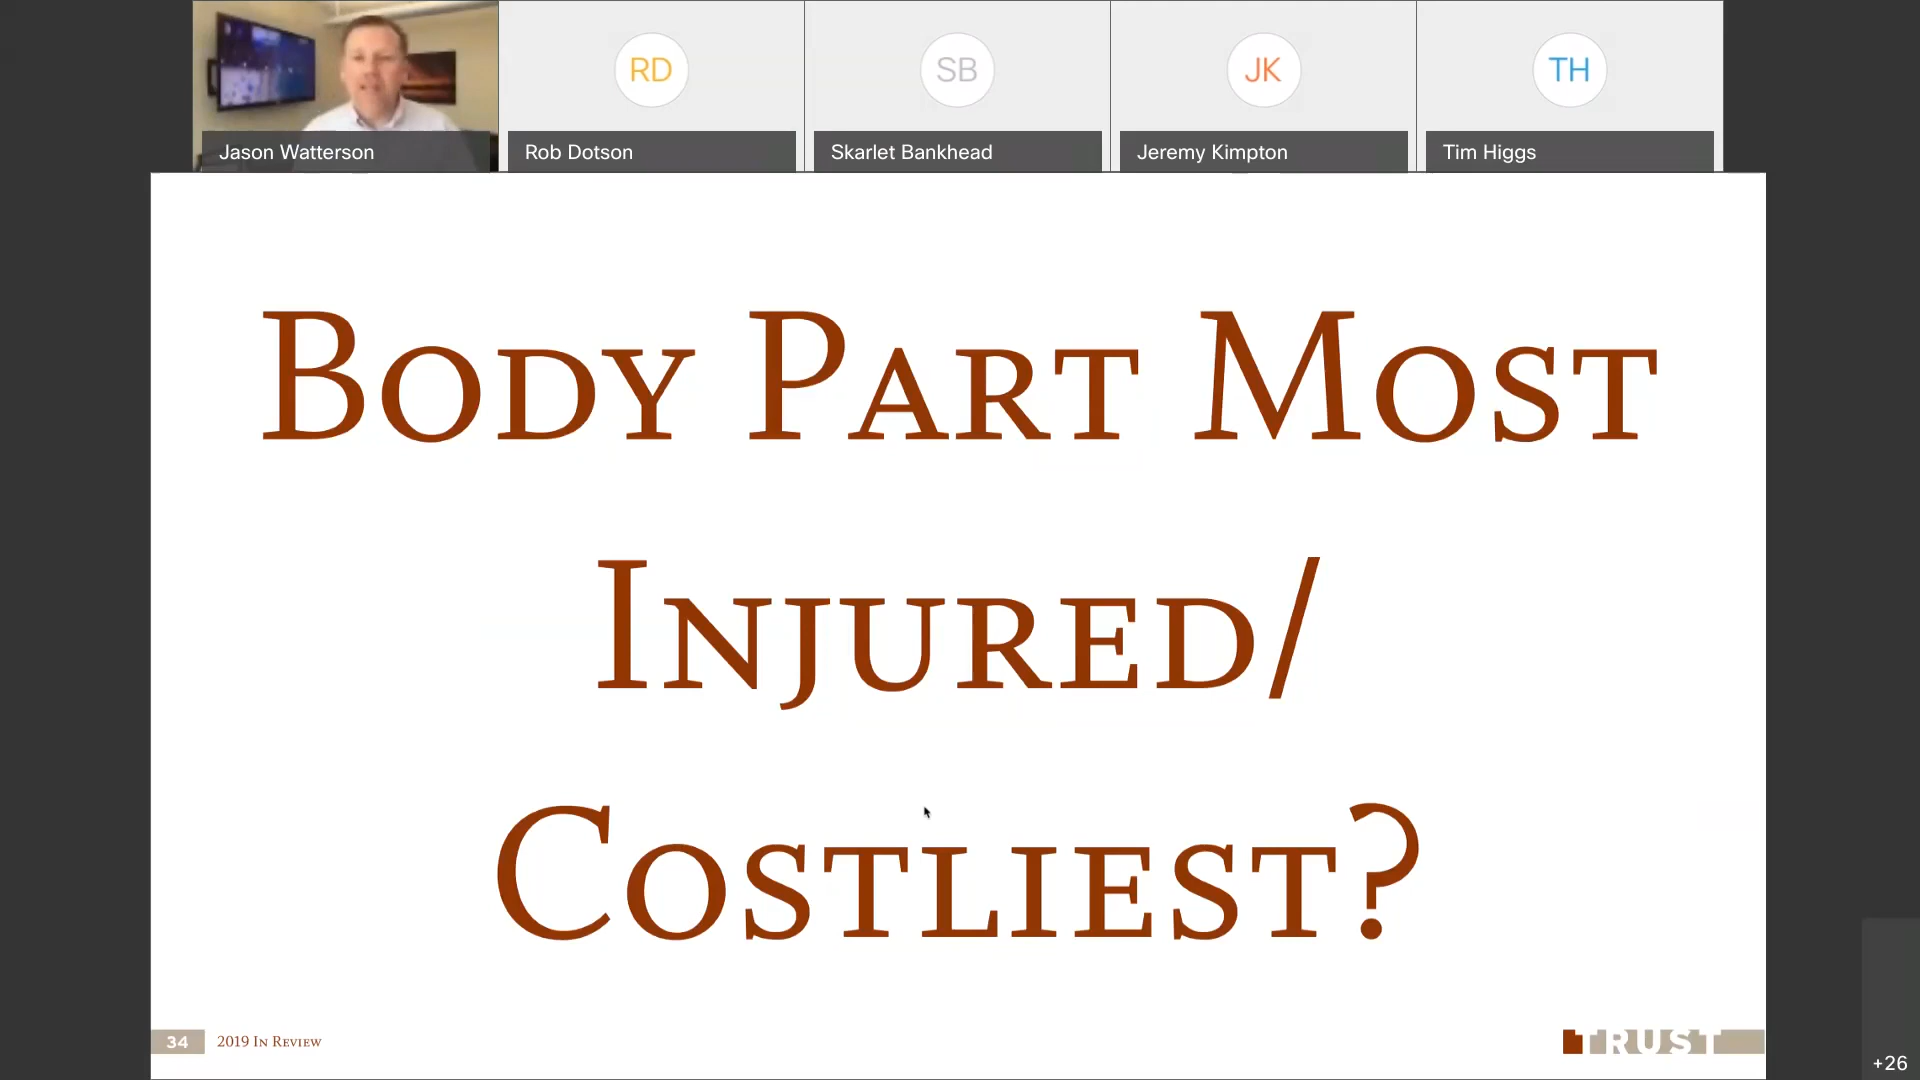 RD
SB
JK
TH
Jason Watterson
Rob Dotson
Skarlet Bankhead
Jeremy Kimpton
Tim Higgs
Body Part Most
Injured/
Costliest?
34
2019 In Review
TRUST
+26